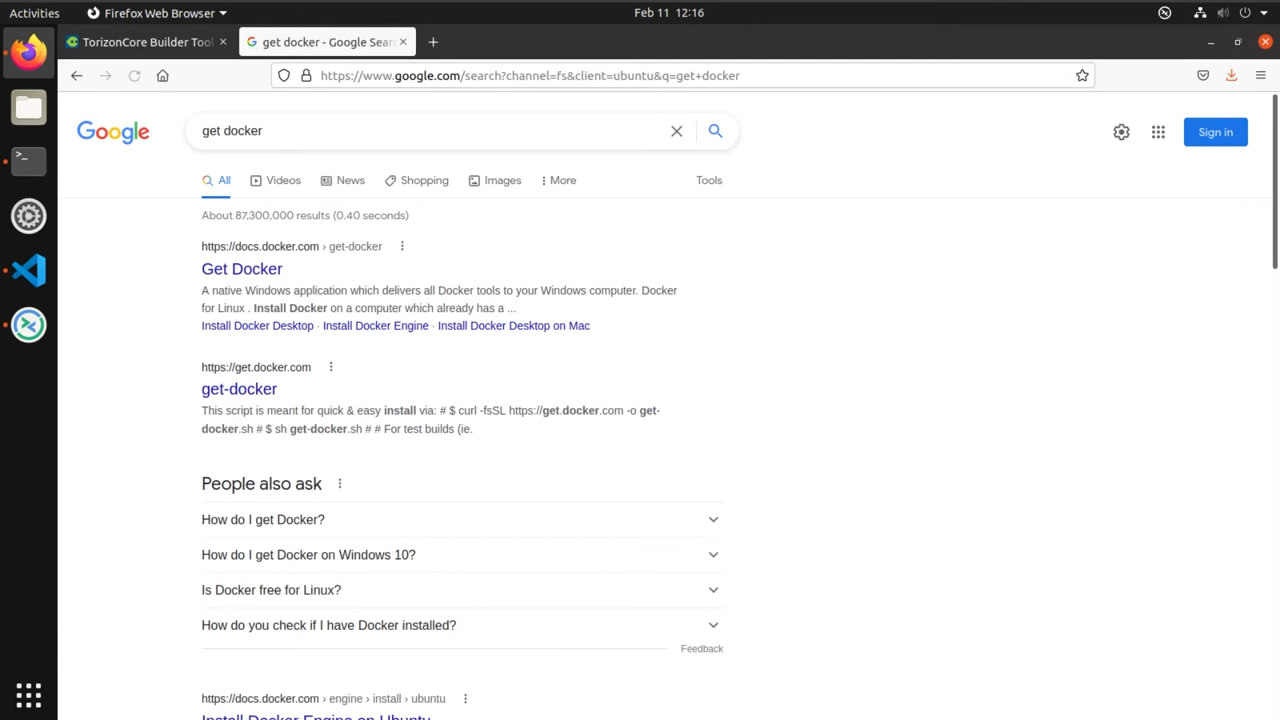 Activities
Firefox Web Browser
Feb 11 12:16
TorizonCore Builder Tool
get docker - Google Sear
https://www.google.com/search?channel=fs&client=ubuntu&q=get+docker
Google
get docker
Sign in
All
Videos
News
Shopping
Images
More
Tools
About 87,300,000 results (0.40 seconds)
https://docs.docker.com › get-docker
Get Docker
A native Windows application which delivers all Docker tools to your Windows computer. Docker
for Linux . Install Docker on a computer which already has a ...
Install Docker Desktop · Install Docker Engine · Install Docker Desktop on Mac
https://get.docker.com
get-docker
This script is meant for quick & easy install via: # $ curl -fsSL https://get.docker.com -o get-
docker.sh # $ sh get-docker.sh # # For test builds (ie.
People also ask
How do I get Docker?
How do I get Docker on Windows 10?
Is Docker free for Linux?
How do you check if I have Docker installed?
Feedback
https://docs.docker.com › engine › install › ubuntu
Install Docker Engine on Ubuntu